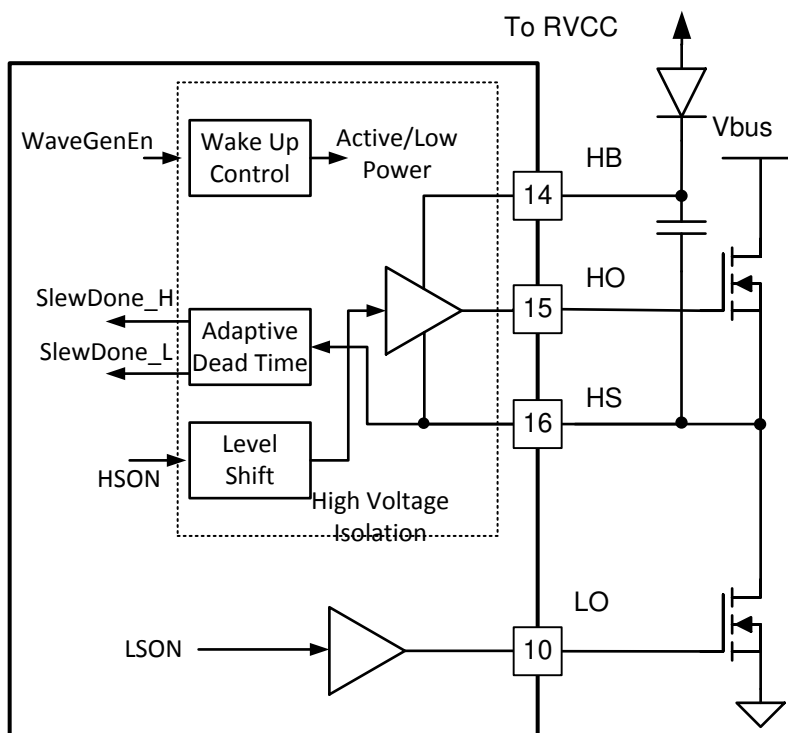 To RVCC
Vbus
WaveGenEn
Wake Up
Control
Active/Low
Power
HB
14
SlewDone_H
SlewDone_L
Adaptive
Dead Time
HO
15
HS
16
HSON
Level
Shift
High Voltage
Isolation
LO
LSON
10